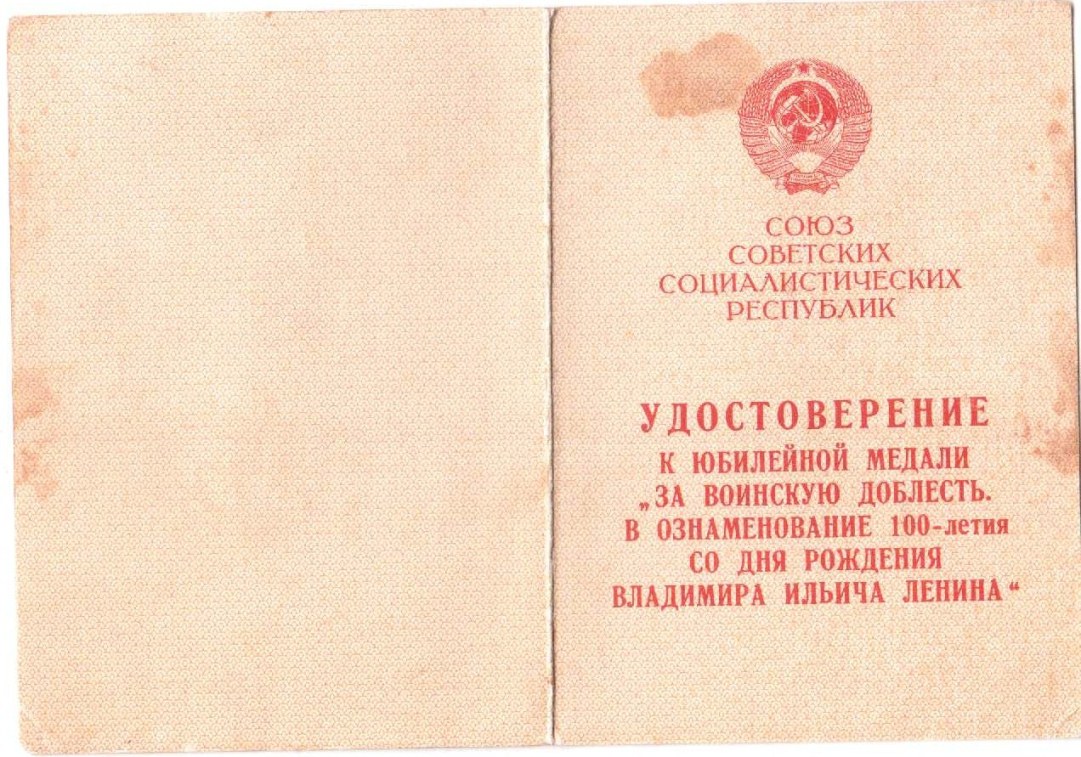 СОЮЗ
СОВЕТСКИХ
СОЦИАЛИСТИЧЕСКИХ
РЕСПУБЛИК
УДОСТОВЕРЕНИЕ
К ЮБИЛЕЙНОЙ МЕДАЛИ
„ЗА ВОИНСКУЮ ДОБЛЕСТЬ.
В ОЗНАМЕНОВАНИЕ 100-летия
СО ДНЯ РОЖДЕНИЯ
ВЛАДИМИРА ИЛЬИЧА ЛЕНИНА“